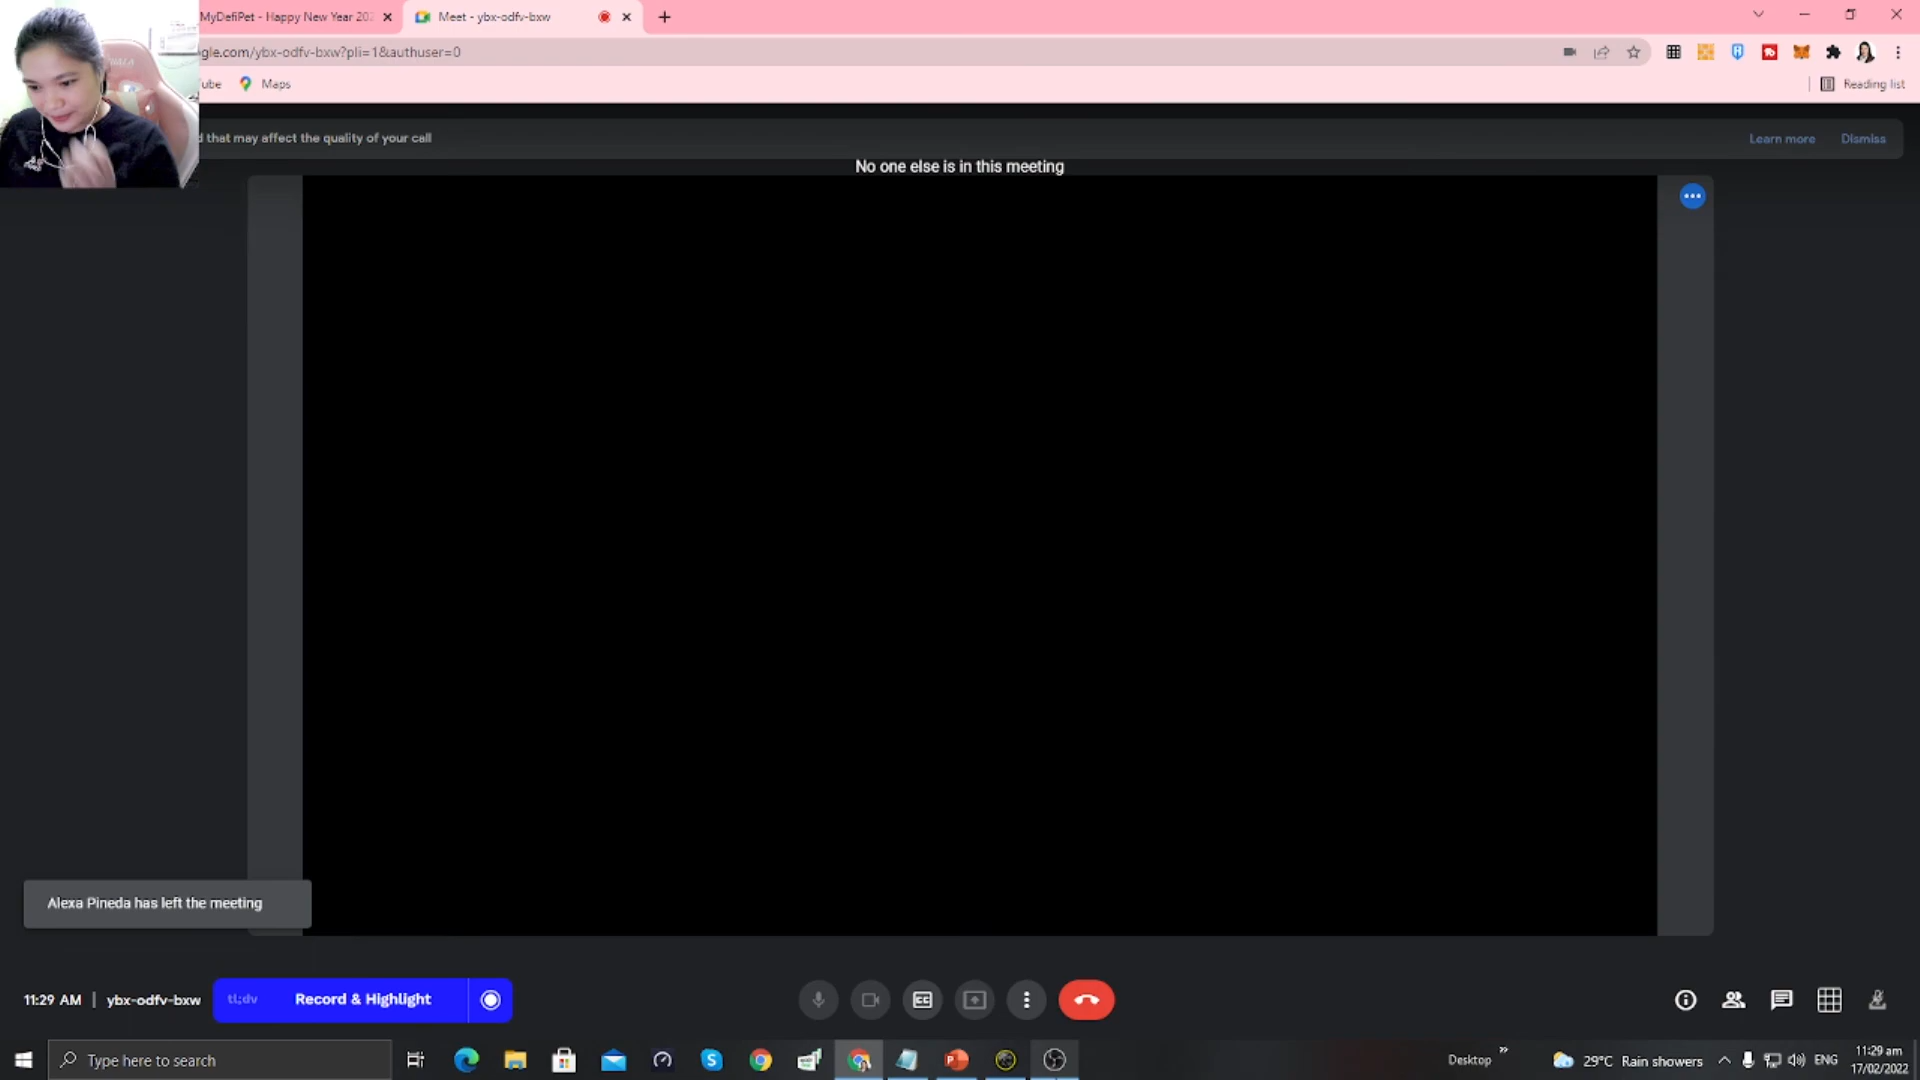 MyDefiPet - Happy New Year 202
Meet - ybx-odfv-bxw
gle.com/ybx-odfv-bxw?pli=1&authuser=0
ube
Maps
Reading list
d that may affect the quality of your call
Learn more
Dismiss
No one else is in this meeting
Alexa Pineda has left the meeting
11:29 AM | ybx-odfv-bxw
tl;dv
Record & Highlight
Type here to search
Desktop
29°C Rain showers
ENG
11:29 am
17/02/2022